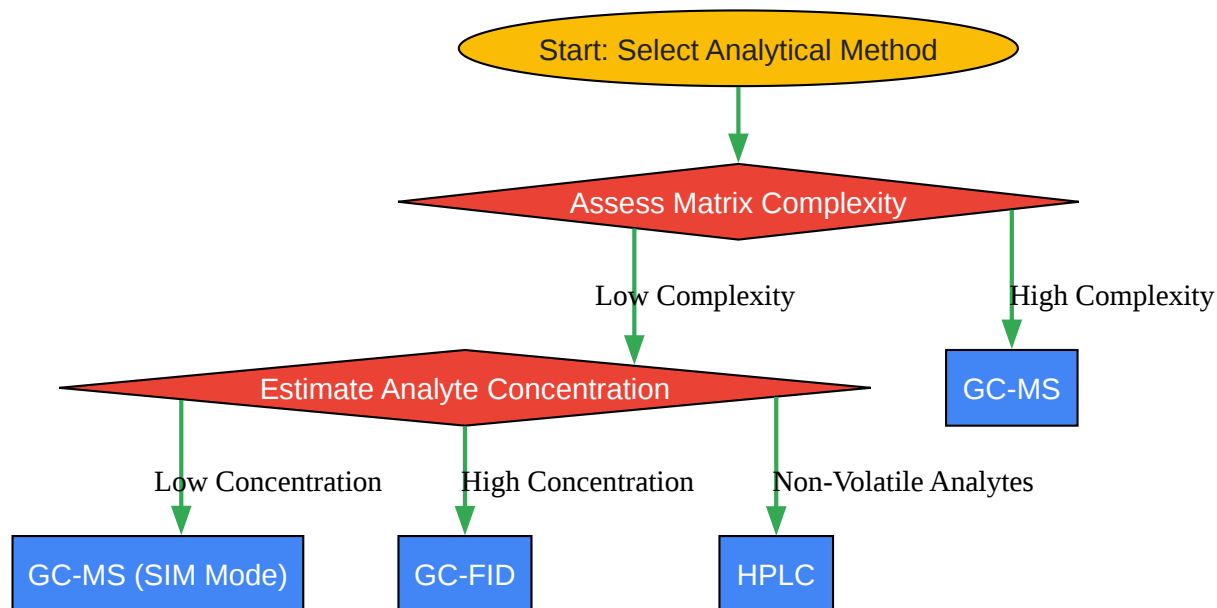 Start: Select Analytical Method
Assess Matrix Complexity
Low Complexity
High Complexity
Estimate Analyte Concentration
GC-MS
Low Concentration
High Concentration
Non-Volatile Analytes
GC-MS (SIM Mode)
GC-FID
HPLC